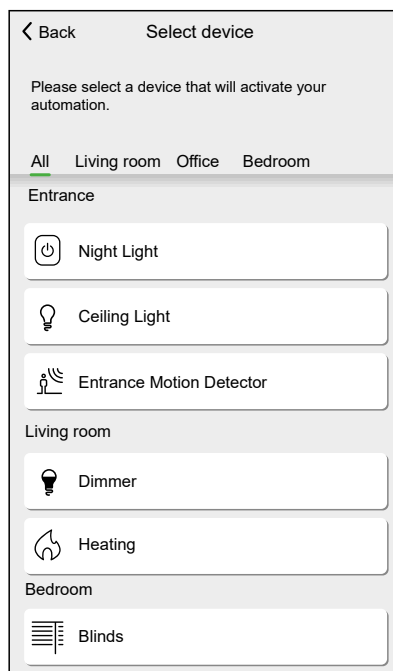 Back
Select device
Please select a device that will activate your
automation.
All Living room Office Bedroom
Entrance
Night Light
Ceiling Light
Entrance Motion Detector
Living room
Dimmer
Heating
Bedroom
Blinds